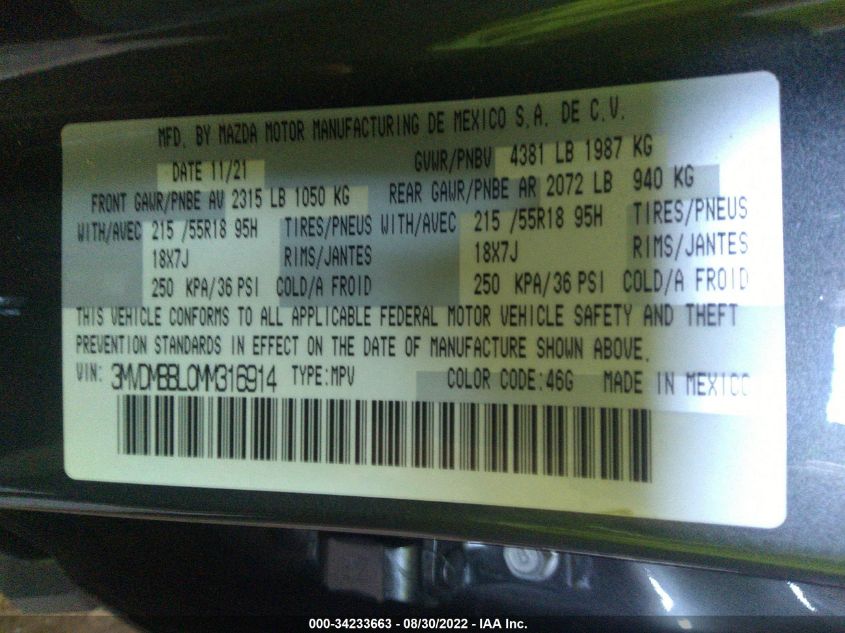 MFD. BY MAZDA MOTOR MANUFACTURING DE MEXICO S.A. DE C.V.
DATE 11/21 GVWR/PNBV 4381 LB 1987 KG
FRONT GAWR/PNBE AV 2315 LB 1050 KG REAR GAWR/PNBE AR 2072 LB 940 KG
WITH/AVEC 215 /55R18 95H TIRES/PNEUS WITH/AVEC 215 /55R18 95H TIRES/PNEUS
18X7J RIMS/JANTES 18X7J RIMS/JANTES
250 KPA/36 PSI COLD/A FROID 250 KPA/36 PSI COLD/A FROID
THIS VEHICLE CONFORMS TO ALL APPLICABLE FEDERAL MOTOR VEHICLE SAFETY AND THEFT
PREVENTION STANDARDS IN EFFECT ON THE DATE OF MANUFACTURE SHOWN ABOVE.
VIN: 3MVDMBBL0MM316914 TYPE:MPV COLOR CODE:46G MADE IN MEXICO
000-34233663 - 08/30/2022 - IAA Inc.